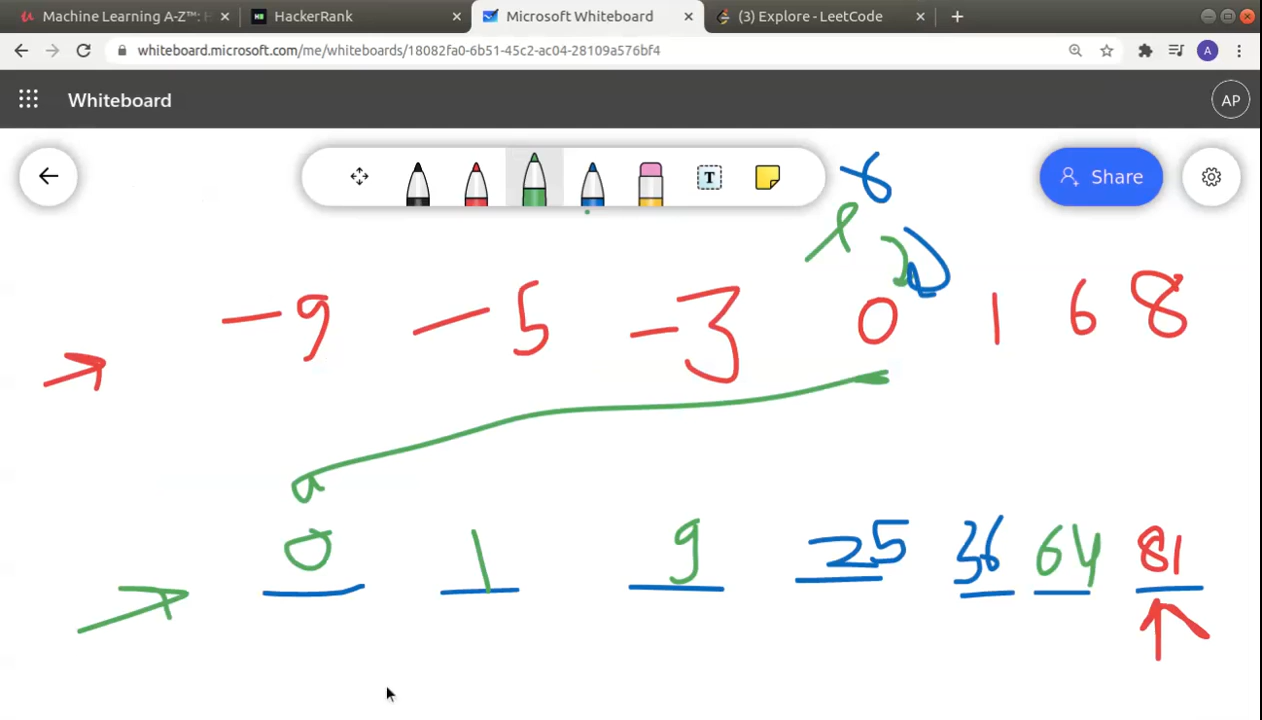 Machine Learning A-Z™: H
HackerRank
Microsoft Whiteboard
(3) Explore - LeetCode
whiteboard.microsoft.com/me/whiteboards/18082fa0-6b51-45c2-ac04-28109a576bf4
A
Whiteboard
AP
T
Share
-9 -5 -3 0 1 6 8
0 1 9 25 36 64 81